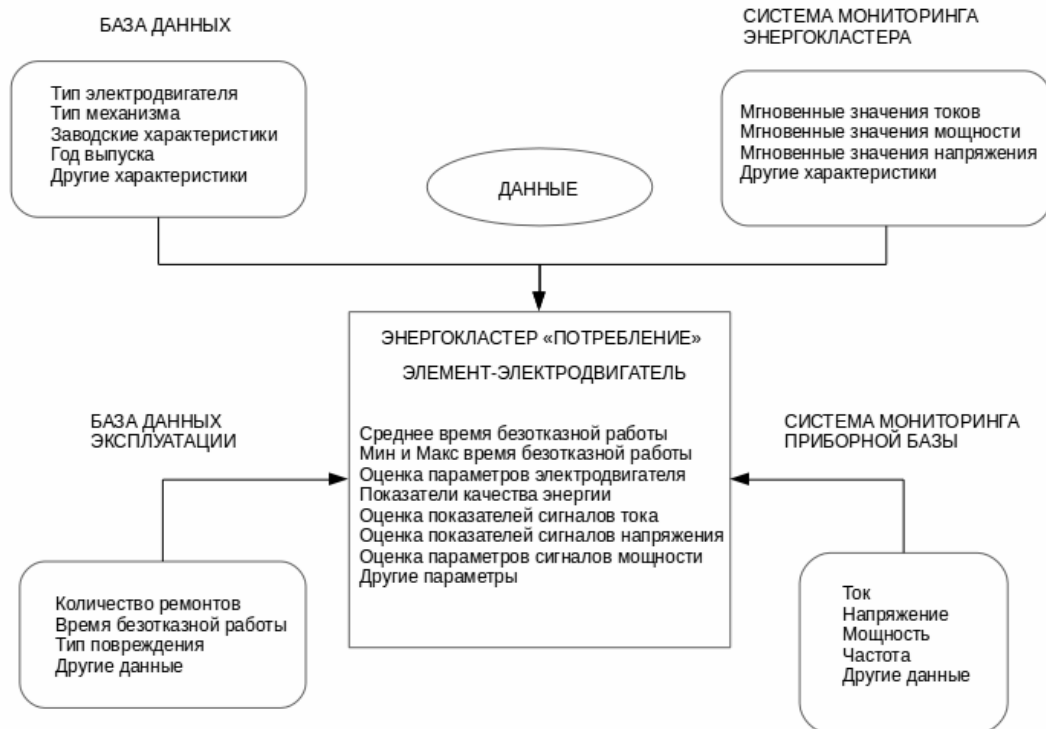 БАЗА ДАННЫХ
Тип электродвигателя
Тип механизма
Заводские характеристики
Год выпуска
Другие характеристики
СИСТЕМА МОНИТОРИНГА
ЭНЕРГОКЛАСТЕРА
Мгновенные значения токов
Мгновенные значения мощности
Мгновенные значения напряжения
Другие характеристики
ДАННЫЕ
ЭНЕРГОКЛАСТЕР «ПОТРЕБЛЕНИЕ»
ЭЛЕМЕНТ-ЭЛЕКТРОДВИГАТЕЛЬ
Среднее время безотказной работы
Мин и Макс время безотказной работы
Оценка параметров электродвигателя
Показатели качества энергии
Оценка показателей сигналов тока
Оценка показателей сигналов напряжения
Оценка параметров сигналов мощности
Другие параметры
БАЗА ДАННЫХ
ЭКСПЛУАТАЦИИ
Количество ремонтов
Время безотказной работы
Тип повреждения
Другие данные
СИСТЕМА МОНИТОРИНГА
ПРИБОРНОЙ БАЗЫ
Ток
Напряжение
Мощность
Частота
Другие данные